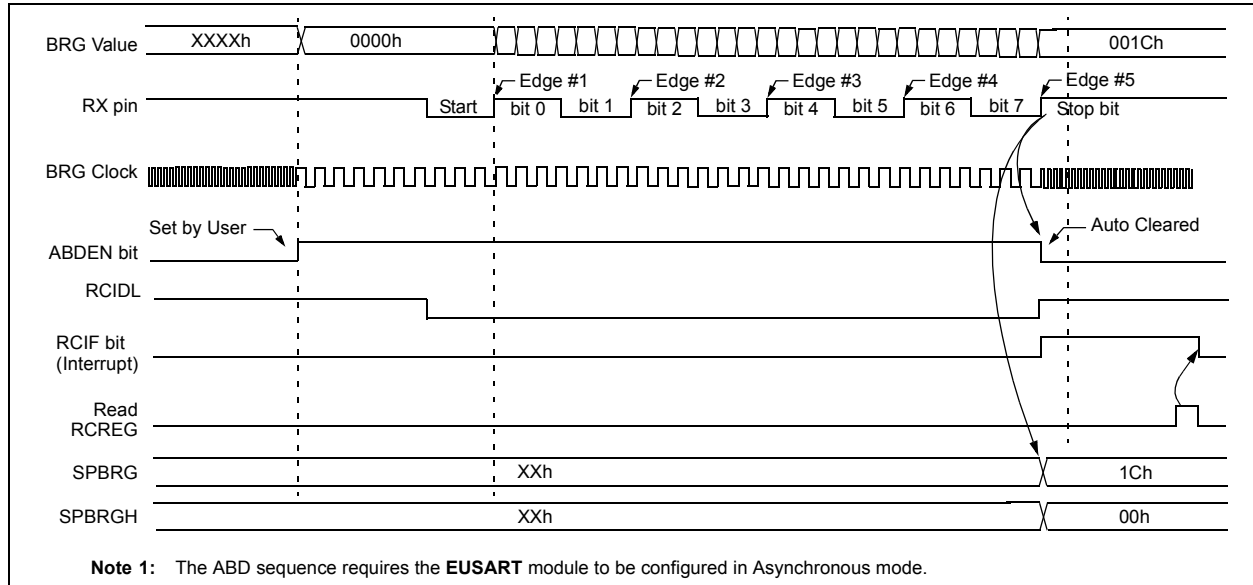 BRG Value XXXXh 0000h 001Ch
Edge #1 Edge #2 Edge #3 Edge #4 Edge #5
RX pin Start bit 0 bit 1 bit 2 bit 3 bit 4 bit 5 bit 6 bit 7 Stop bit
BRG Clock
Set by User Auto Cleared
ABDEN bit
RCIDL
RCIF bit
(Interrupt)
Read
RCREG
SPBRG XXh 1Ch
SPBRGH XXh 00h
Note 1: The ABD sequence requires the EUSART module to be configured in Asynchronous mode.